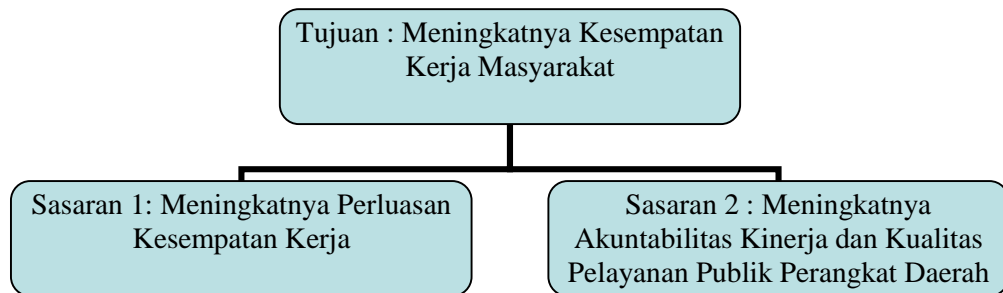 Tujuan : Meningkatnya Kesempatan
Kerja Masyarakat
Sasaran 1: Meningkatnya Perluasan
Kesempatan Kerja
Sasaran 2 : Meningkatnya
Akuntabilitas Kinerja dan Kualitas
Pelayanan Publik Perangkat Daerah